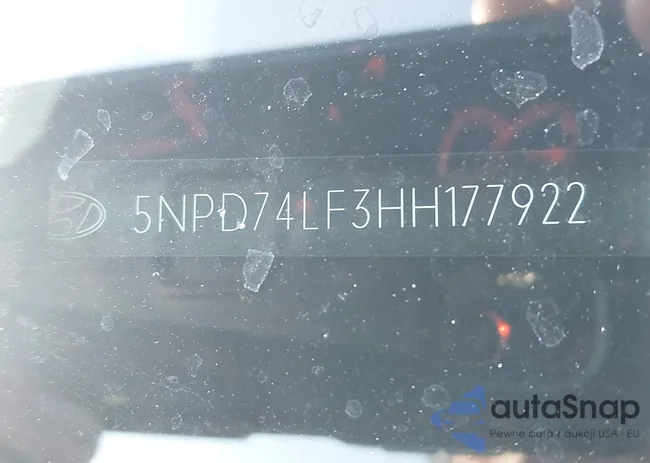 5NPD74LF3HH177922
autaSnap
Pewne auta z aukcji USA i EU